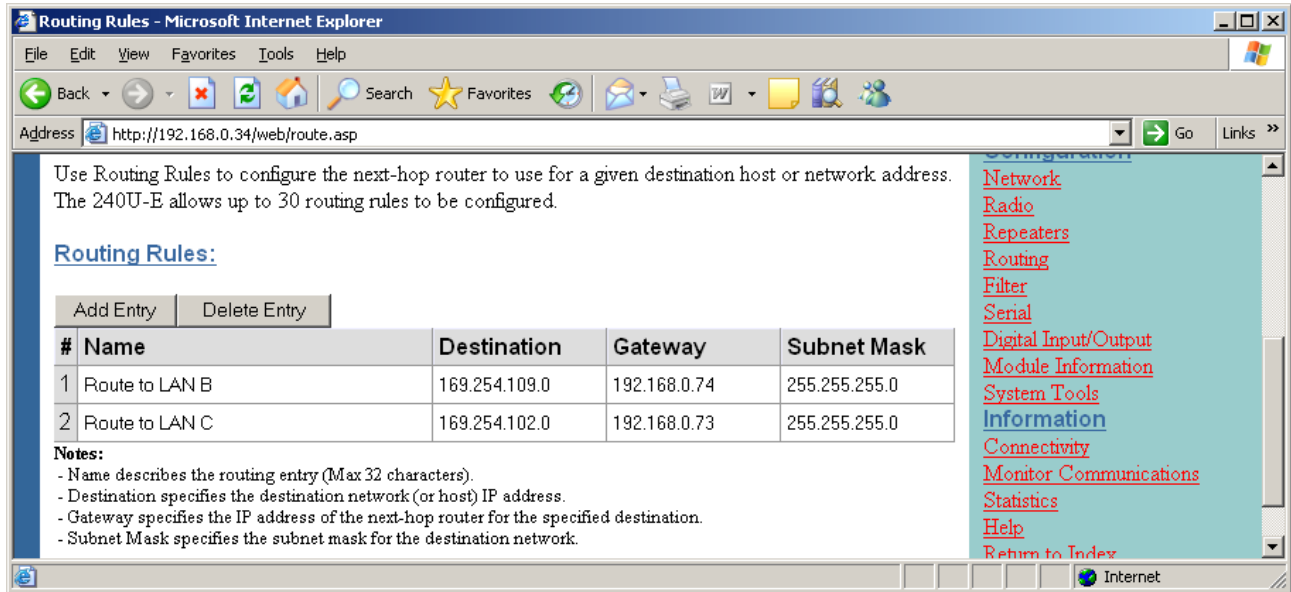 Routing Rules - Microsoft Internet Explorer
File Edit View Favorites Tools Help
Back Search Favorites
Address http://192.168.0.34/web/route.asp Go Links »
Use Routing Rules to configure the next-hop router to use for a given destination host or network address.
The 240U-E allows up to 30 routing rules to be configured.
Routing Rules:
Add Entry Delete Entry
# Name Destination Gateway Subnet Mask
1 Route to LAN B 169.254.109.0 192.168.0.74 255.255.255.0
2 Route to LAN C 169.254.102.0 192.168.0.73 255.255.255.0
Notes:
- Name describes the routing entry (Max 32 characters).
- Destination specifies the destination network (or host) IP address.
- Gateway specifies the IP address of the next-hop router for the specified destination.
- Subnet Mask specifies the subnet mask for the destination network.
Configuration
Network
Radio
Repeaters
Routing
Filter
Serial
Digital Input/Output
Module Information
System Tools
Information
Connectivity
Monitor Communications
Statistics
Help
Return to Index
Internet